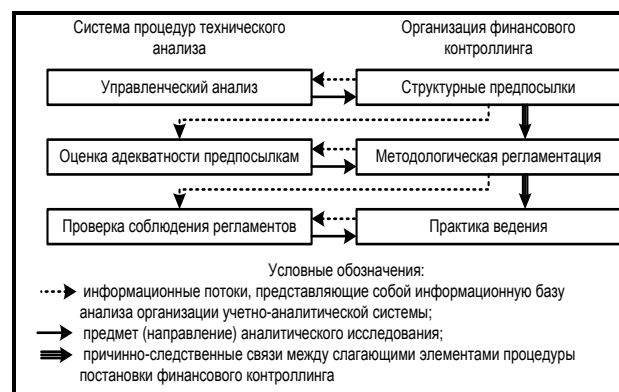 Система процедур технического
анализа
Организация финансового
контроллинга
Управленческий анализ
Структурные предпосылки
Оценка адекватности предпосылкам
Методологическая регламентация
Проверка соблюдения регламентов
Практика ведения
Условные обозначения:
информационные потоки, представляющие собой информационную базу
анализа организации учетно-аналитической системы;
предмет (направление) аналитического исследования;
причинно-следственные связи между слагающими элементами процедуры
постановки финансового контроллинга